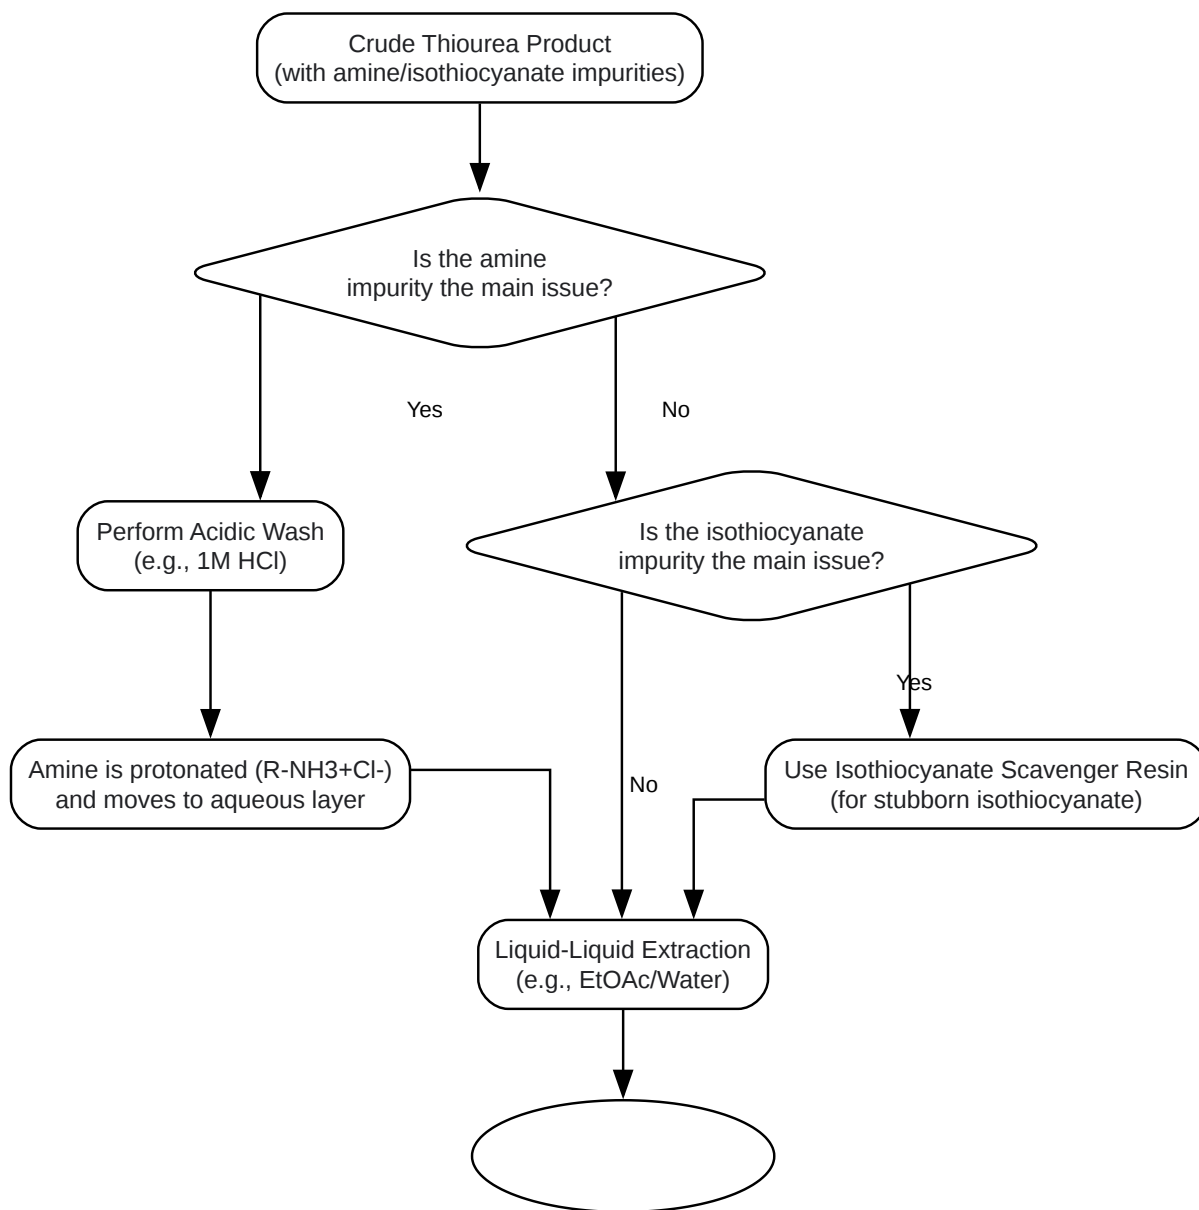 Crude Thiourea Product
(with amine/isothiocyanate impurities)
Is the amine
impurity the main issue?
Yes
No
Perform Acidic Wash
(e.g., 1M HCl)
Is the isothiocyanate
impurity the main issue?
Yes
Amine is protonated (R-NH3+Cl-)
and moves to aqueous layer
No
Use Isothiocyanate Scavenger Resin
(for stubborn isothiocyanate)
Liquid-Liquid Extraction
(e.g., EtOAc/Water)